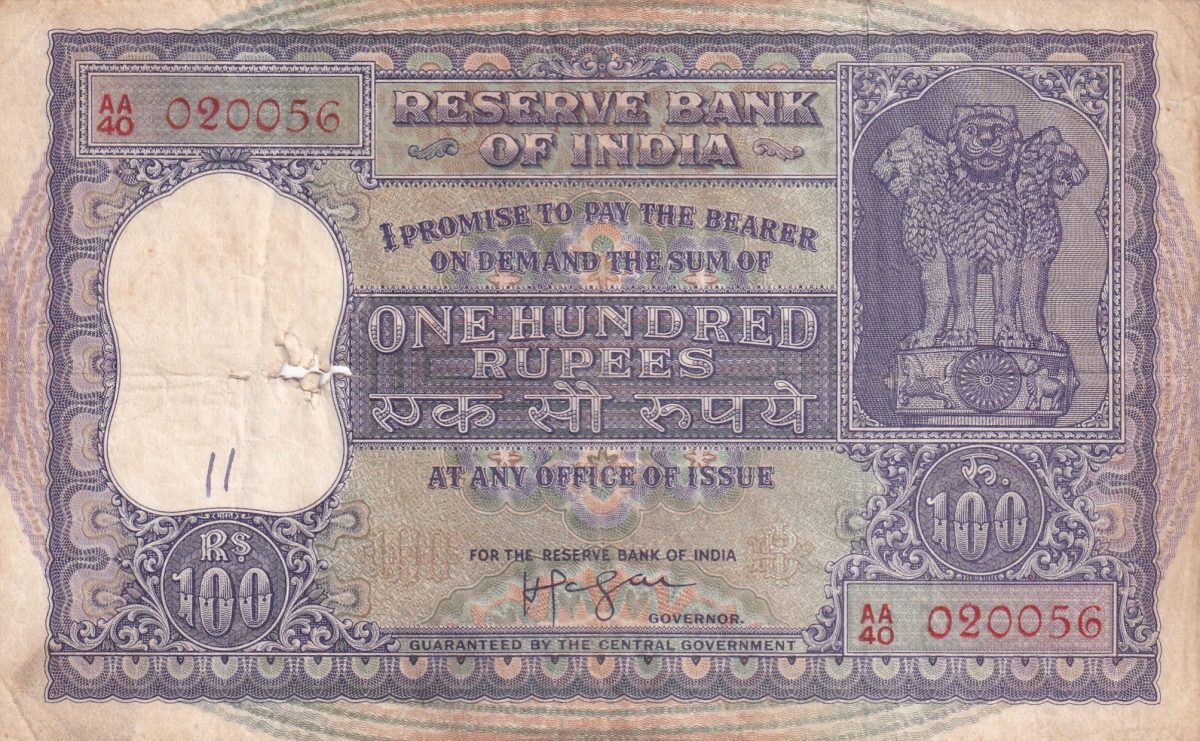 AA
40 020056
RESERVE BANK
OF INDIA
I PROMISE TO PAY THE BEARER
ON DEMAND THE SUM OF
ONE HUNDRED
RUPEES
एक सौ रुपये
AT ANY OFFICE OF ISSUE
11
भारत
RS
100
रु.
100
FOR THE RESERVE BANK OF INDIA
GOVERNOR.
AA
40 020056
GUARANTEED BY THE CENTRAL GOVERNMENT